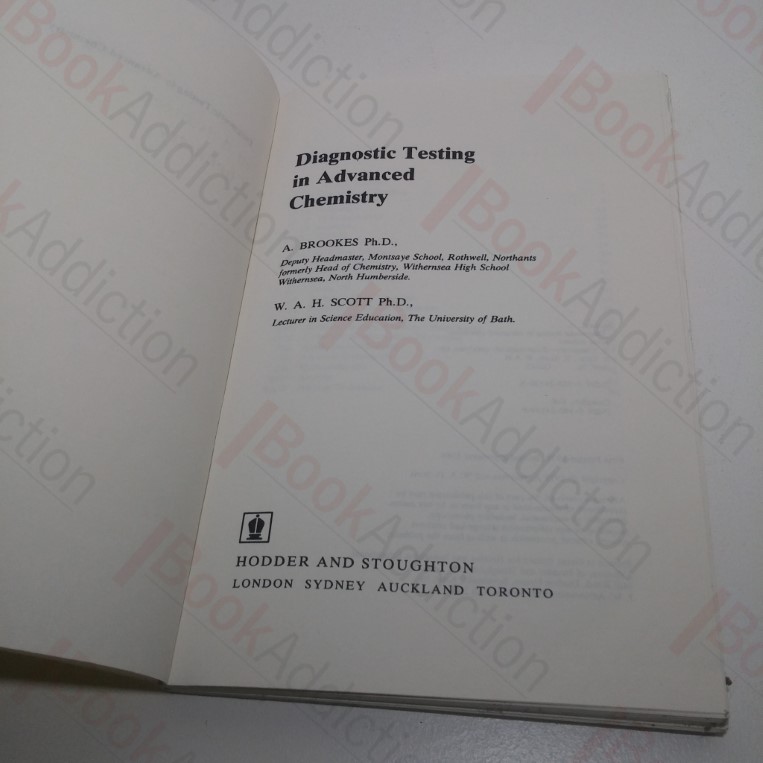 Diagnostic Testing
in Advanced
Chemistry
A. BROOKES Ph.D.,
Deputy Headmaster, Montsaye School, Rothwell, Northants
formerly Head of Chemistry, Withernsea High School
Withernsea, North Humberside.
W. A. H. SCOTT Ph.D.,
Lecturer in Science Education, The University of Bath.
HODDER AND STOUGHTON
LONDON SYDNEY AUCKLAND TORONTO
BookAddiction